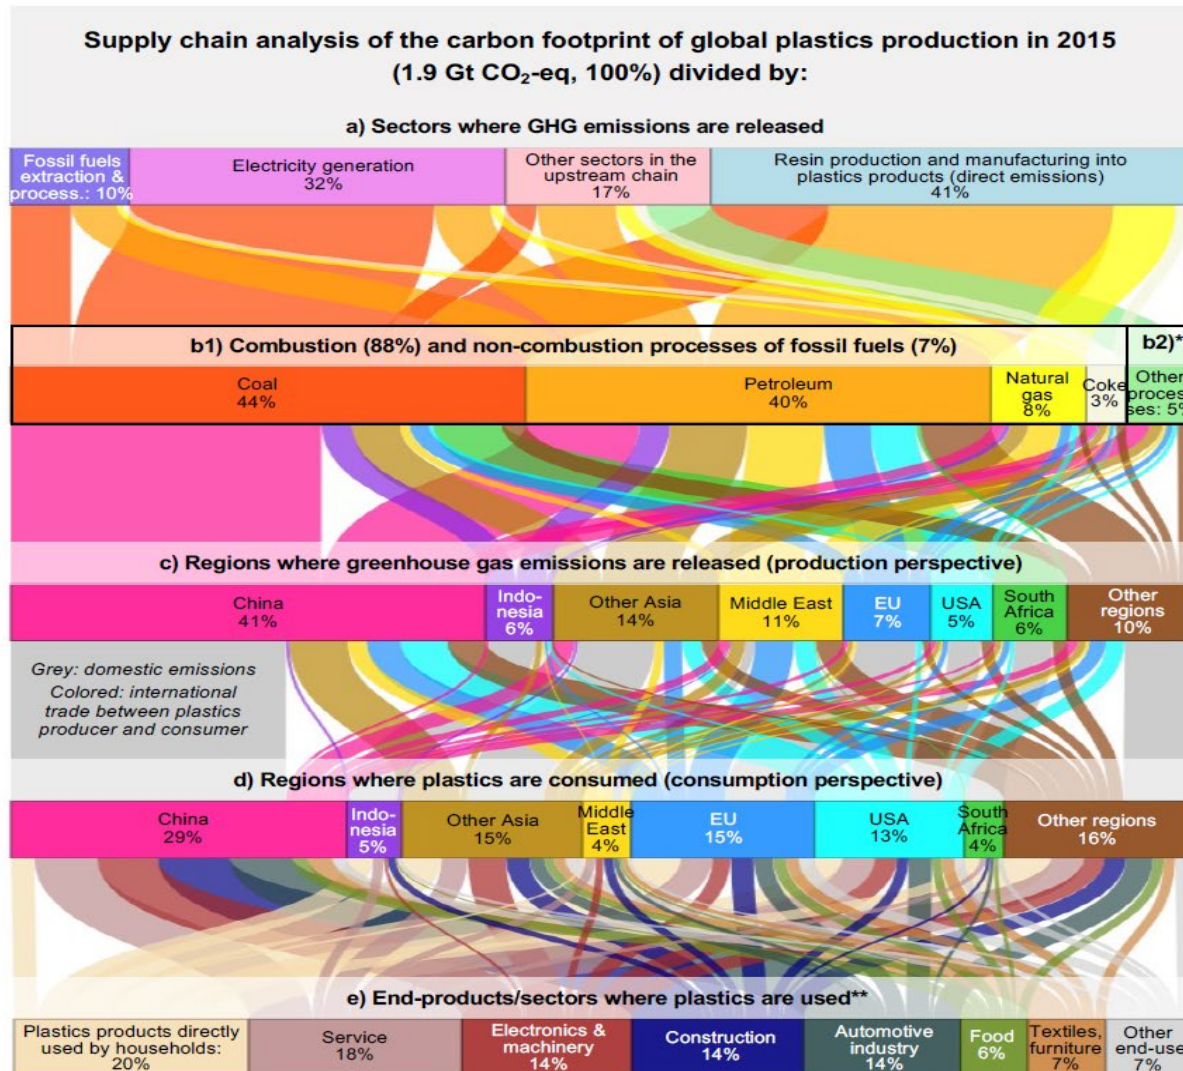 Supply chain analysis of the carbon footprint of global plastics production in 2015
(1.9 Gt CO₂-eq, 100%) divided by:
a) Sectors where GHG emissions are released
Fossil fuels
extraction &
process.: 10%
Electricity generation
32%
Other sectors in the
upstream chain
17%
Resin production and manufacturing into
plastics products (direct emissions)
41%
b1) Combustion (88%) and non-combustion processes of fossil fuels (7%)
b2)*
Coal
44%
Petroleum
40%
Natural
gas
8%
Coke
3%
Other
proces-
ses: 5%
c) Regions where greenhouse gas emissions are released (production perspective)
China
41%
Indo-
nesia
6%
Other Asia
14%
Middle East
11%
EU
7%
USA
5%
South
Africa
6%
Other
regions
10%
Grey: domestic emissions
Colored: international
trade between plastics
producer and consumer
d) Regions where plastics are consumed (consumption perspective)
China
29%
Indo-
nesia
5%
Other Asia
15%
Middle
East
4%
EU
15%
USA
13%
South
Africa
4%
Other regions
16%
e) End-products/sectors where plastics are used**
Plastics products directly
used by households:
20%
Service
18%
Electronics &
machinery
14%
Construction
14%
Automotive
industry
14%
Food
6%
Textiles,
furniture
7%
Other
end-use
7%